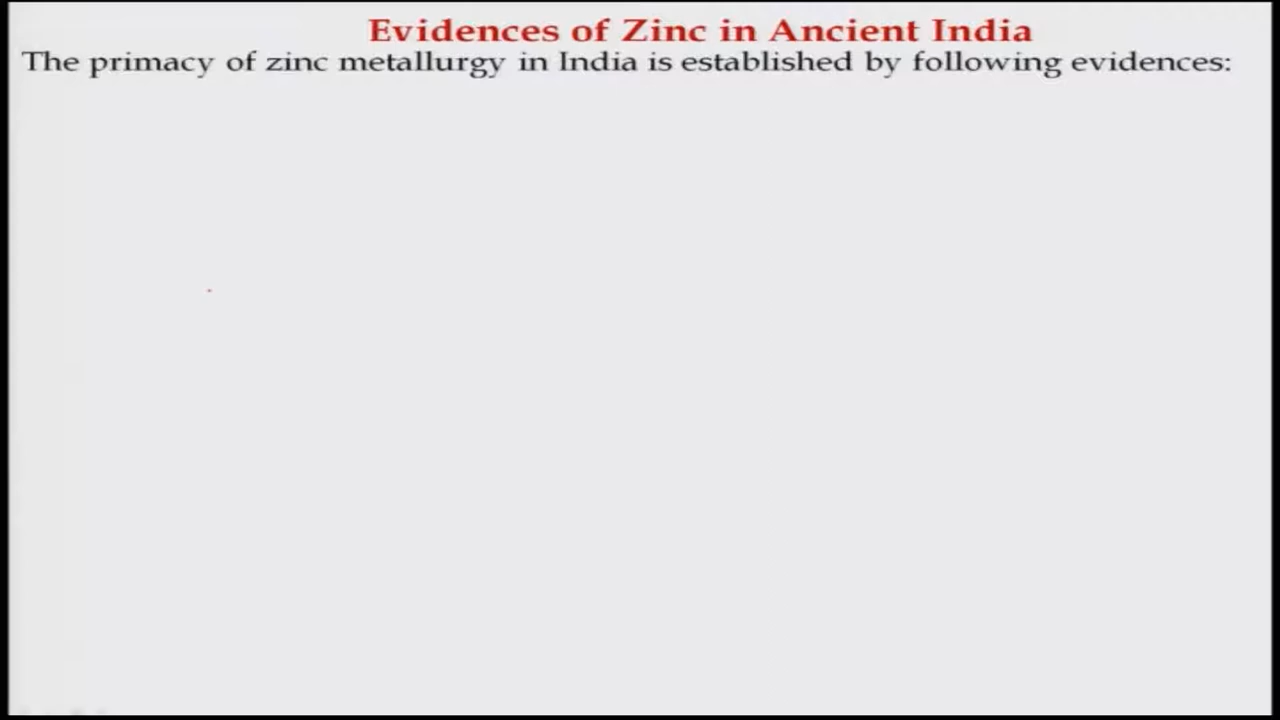 Evidences of Zinc in Ancient India
The primacy of zinc metallurgy in India is established by following evidences: